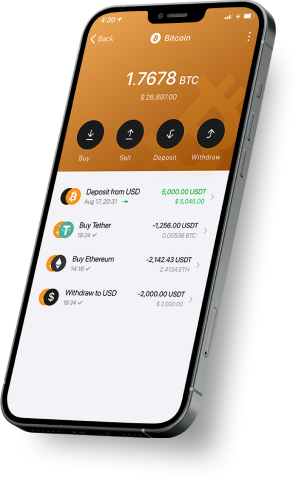 4:20
Back
Bitcoin
1.7678 BTC
$ 26,897.00
Buy
Sell
Deposit
Withdraw
Deposit from USD
5,000.00 USDT
Aug 17, 20:31
$ 5,045.00
Buy Tether
-1,256.00 USDT
18:24
0.00536 BTC
Buy Ethereum
-2,142.43 USDT
14:16
2.4134 ETH
Withdraw to USD
-2,000.00 USDT
18:24
$ 2,000.00